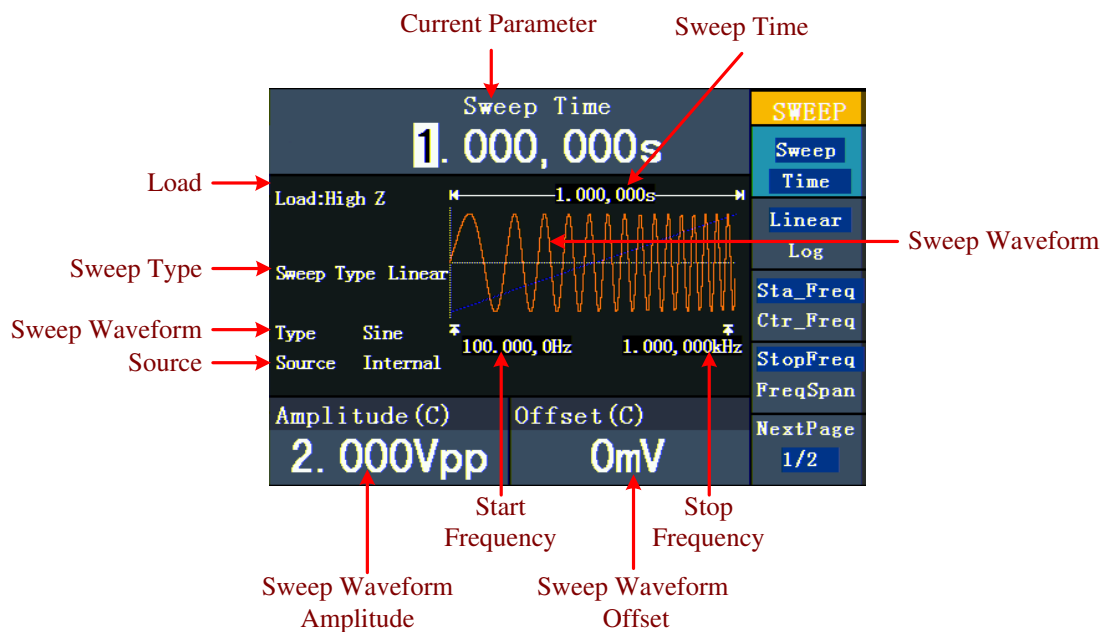 Current Parameter
Sweep Time
Sweep Time
1.000,000s
SWEEP
Sweep
Time
Load
Load:High Z
1.000,000s
Linear
Log
Sweep Waveform
Sweep Type
Sweep Type Linear
Sta_Freq
Ctr_Freq
Sweep Waveform
Type Sine
100.000,0Hz
1.000,000kHz
Source
Source Internal
StopFreq
FreqSpan
Amplitude(C)
Offset(C)
NextPage
1/2
2.000Vpp
0mV
Start
Frequency
Stop
Frequency
Sweep Waveform
Amplitude
Sweep Waveform
Offset